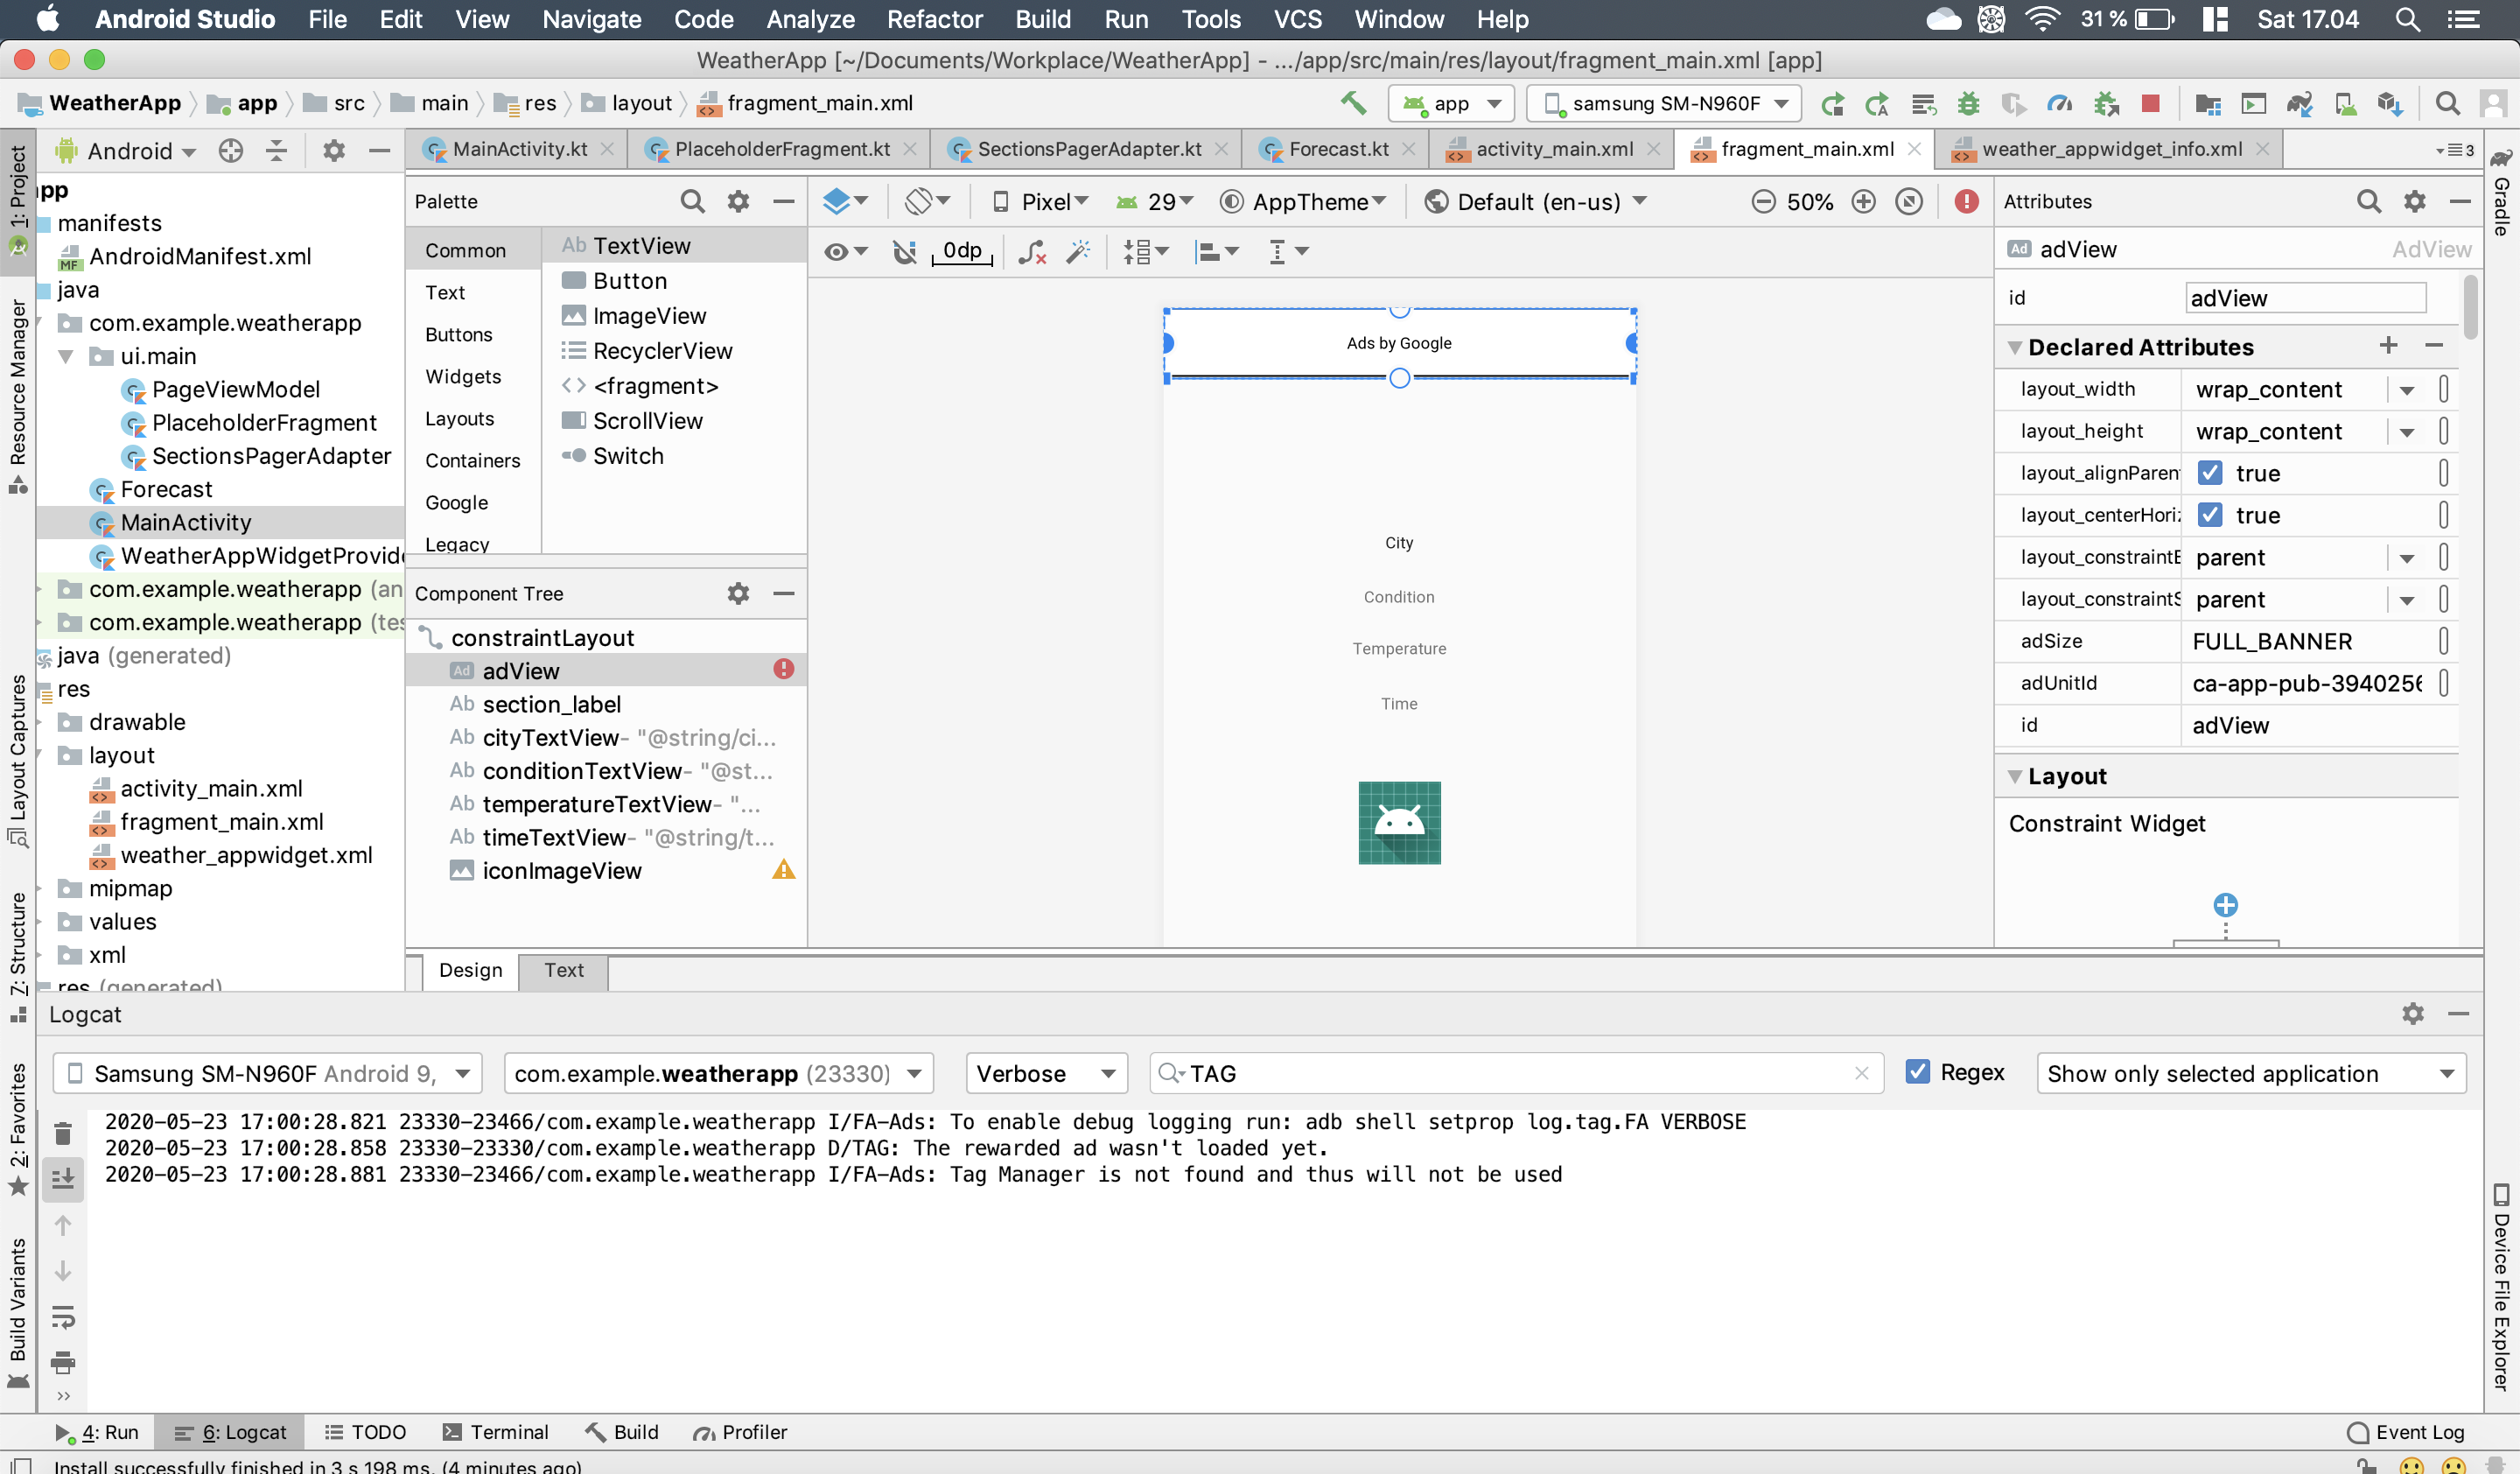 Android Studio File Edit View Navigate Code Analyze Refactor Build Run Tools VCS Window Help 31 % Sat 17.04
WeatherApp [~/Documents/Workplace/WeatherApp] - .../app/src/main/res/layout/fragment_main.xml [app]
WeatherApp app src main res layout fragment_main.xml app samsung SM-N960F
Android MainActivity.kt PlaceholderFragment.kt SectionsPagerAdapter.kt Forecast.kt activity_main.xml fragment_main.xml weather_appwidget_info.xml 3
1: Project
Resource Manager
Layout Captures
7: Structure
2: Favorites
Build Variants
app
manifests
AndroidManifest.xml
java
com.example.weatherapp
ui.main
PageViewModel
PlaceholderFragment
SectionsPagerAdapter
Forecast
MainActivity
WeatherAppWidgetProvide
com.example.weatherapp (an
com.example.weatherapp (tes
java (generated)
res
drawable
layout
activity_main.xml
fragment_main.xml
weather_appwidget.xml
mipmap
values
xml
res (generated)
Palette
Common
Text
Buttons
Widgets
Layouts
Containers
Google
Legacy
Ab TextView
Button
ImageView
RecyclerView
<fragment>
ScrollView
Switch
Component Tree
constraintLayout
Ad adView
Ab section_label
Ab cityTextView- "@string/ci...
Ab conditionTextView- "@st...
Ab temperatureTextView- "...
Ab timeTextView- "@string/t...
iconImageView
Pixel 29 AppTheme Default (en-us) 50%
0dp
Ads by Google
City
Condition
Temperature
Time
Design Text
Attributes
Ad adView AdView
id adView
Declared Attributes
layout_width wrap_content
layout_height wrap_content
layout_alignParen true
layout_centerHori true
layout_constraintE parent
layout_constraintS parent
adSize FULL_BANNER
adUnitId ca-app-pub-3940256
id adView
Layout
Constraint Widget
Gradle
Device File Explorer
Logcat
Samsung SM-N960F Android 9, com.example.weatherapp (23330) Verbose TAG Regex Show only selected application
2020-05-23 17:00:28.821 23330-23466/com.example.weatherapp I/FA-Ads: To enable debug logging run: adb shell setprop log.tag.FA VERBOSE
2020-05-23 17:00:28.858 23330-23330/com.example.weatherapp D/TAG: The rewarded ad wasn't loaded yet.
2020-05-23 17:00:28.881 23330-23466/com.example.weatherapp I/FA-Ads: Tag Manager is not found and thus will not be used
4: Run 6: Logcat TODO Terminal Build Profiler Event Log
Install successfully finished in 3 s 198 ms. (4 minutes ago)